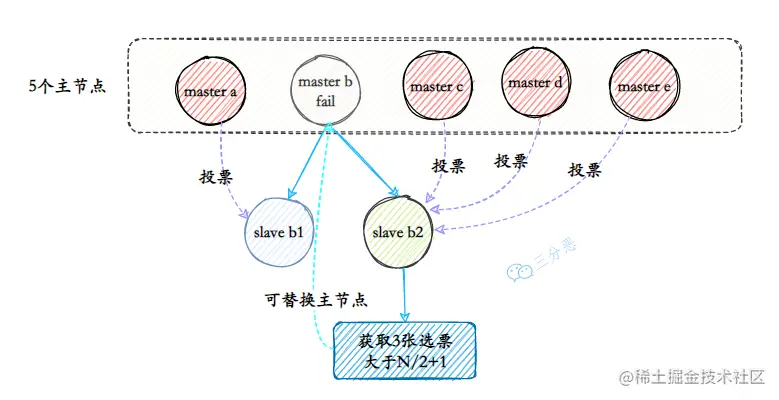 5个主节点
master a
master b
fail
master c
master d
master e
投票
投票
投票
投票
slave b1
slave b2
三分恶
可替换主节点
获取3张选票
大于N/2+1
@稀土掘金技术社区